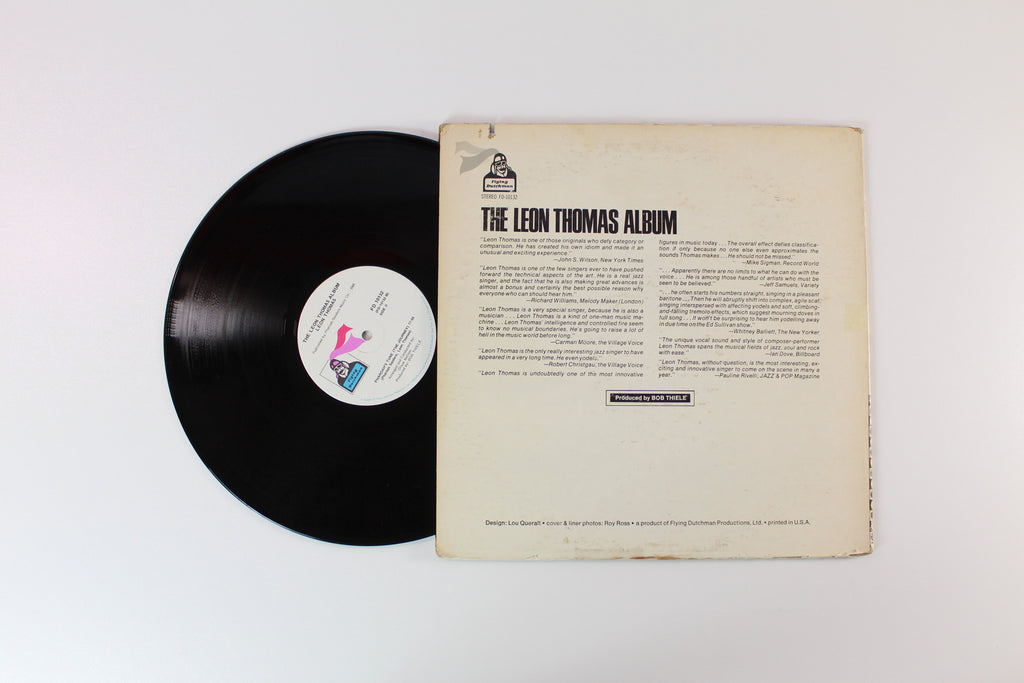 Flying
Dutchman
STEREO FD-10132
THE LEON THOMAS ALBUM
"Leon Thomas is one of those originals who defy category or
comparison. He has created his own idiom and made it an
unusual and exciting experience."
—John S. Wilson, New York Times
"Leon Thomas is one of the few singers ever to have pushed
forward the technical aspects of the art. He is a real jazz
singer, and the fact that he is also making great advances is
almost a bonus and certainly the best possible reason why
everyone who can should hear him."
—Richard Williams, Melody Maker (London)
"Leon Thomas is a very special singer, because he is also a
musician . . . Leon Thomas is a kind of one-man music ma-
chine . . . Leon Thomas' intelligence and controlled fire seem
to know no musical boundaries. He's going to raise a lot of
hell in the music world before long."
—Carman Moore, the Village Voice
"Leon Thomas is the only really interesting jazz singer to have
appeared in a very long time. He even yodels."
—Robert Christgau, the Village Voice
"Leon Thomas is undoubtedly one of the most innovative
figures in music today . . . The overall effect defies classifica-
tion if only because no one else even approximates the
sounds Thomas makes . . . He should not be missed."
—Mike Sigman, Record World
". . . Apparently there are no limits to what he can do with the
voice . . . He is among those handful of artists who must be
seen to be believed."
—Jeff Samuels, Variety
". . . he often starts his numbers straight, singing in a pleasant
baritone . . . Then he will abruptly shift into complex, agile scat
singing interspersed with affecting yodels and soft, climbing-
and-falling tremolo effects, which suggest mourning doves in
full song . . . It won't be surprising to hear him yodelling away
in due time on the Ed Sullivan show."
—Whitney Balliett, The New Yorker
"The unique vocal sound and style of composer-performer
Leon Thomas spans the musical fields of jazz, soul and rock
with ease."
—Ian Dove, Billboard
"Leon Thomas, without question, is the most interesting, ex-
citing and innovative singer to come on the scene in many a
year."
—Pauline Rivelli, JAZZ & POP Magazine
Produced by BOB THIELE
Design: Lou Querall • cover & liner photos: Roy Ross • a product of Flying Dutchman Productions, Ltd. • printed in U.S.A.
THE LEON THOMAS ALBUM
LEON THOMAS
FD 10132